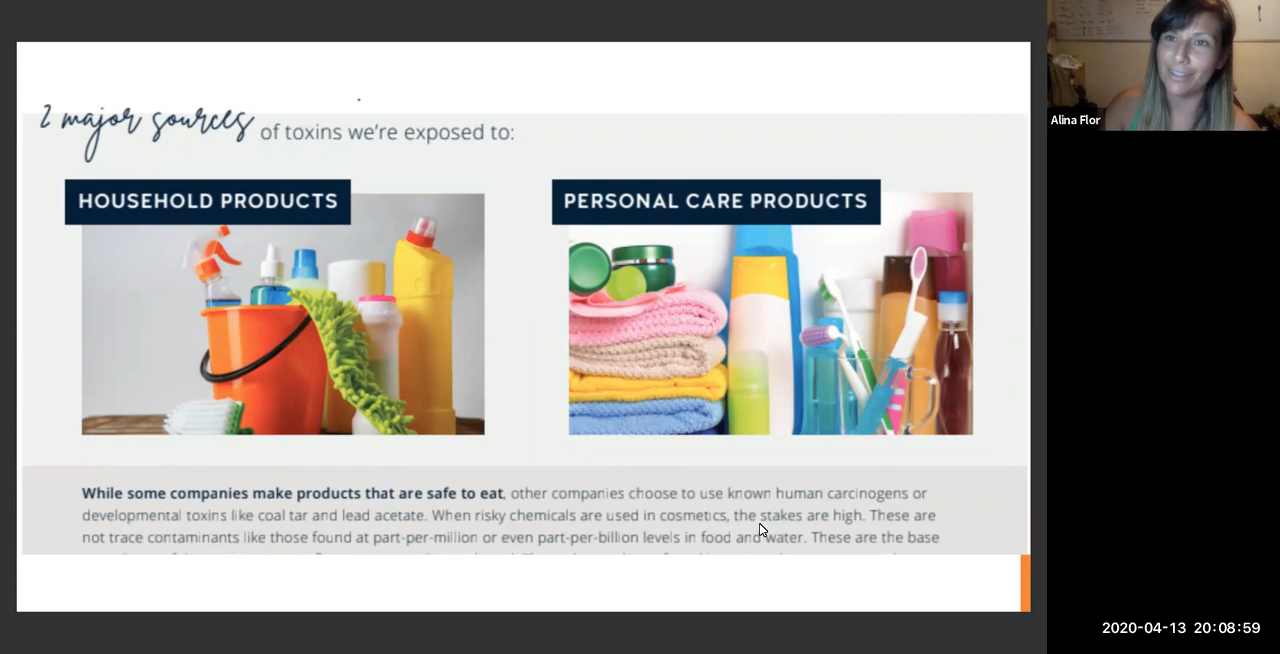 2 major sources of toxins we're exposed to:
HOUSEHOLD PRODUCTS
PERSONAL CARE PRODUCTS
While some companies make products that are safe to eat, other companies choose to use known human carcinogens or
developmental toxins like coal tar and lead acetate. When risky chemicals are used in cosmetics, the stakes are high. These are
not trace contaminants like those found at part-per-million or even part-per-billion levels in food and water. These are the base
Alina Flor
2020-04-13 20:08:59